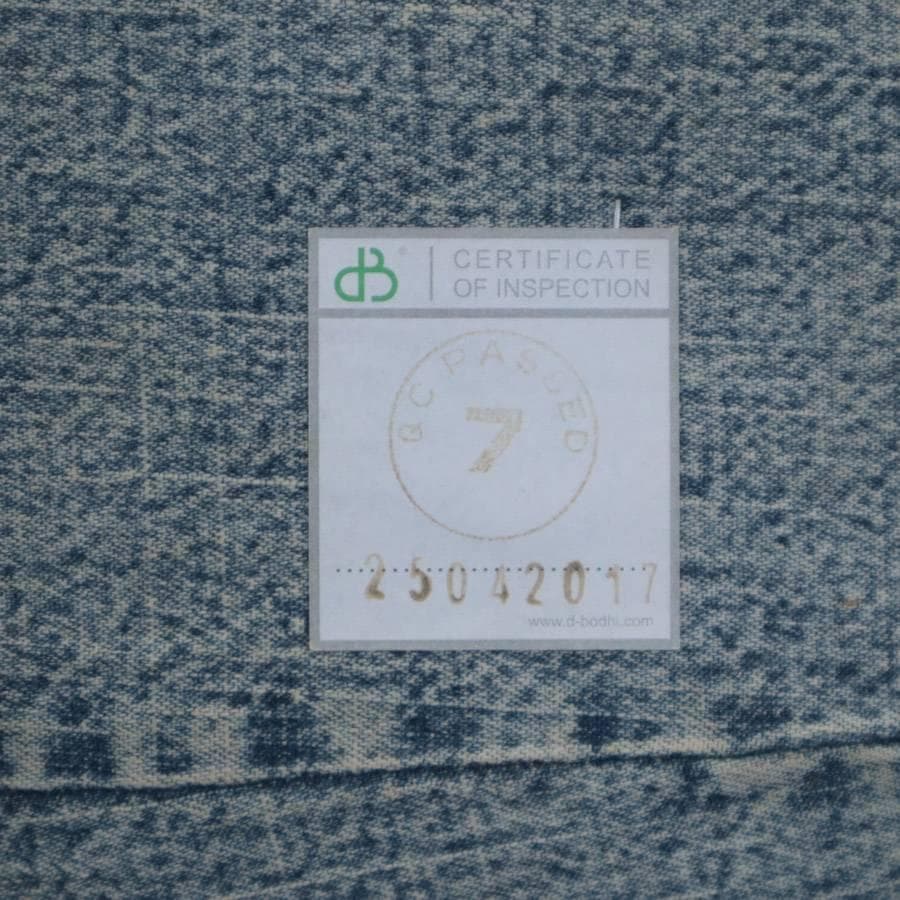 dB®
CERTIFICATE
OF INSPECTION
QC PASSED
7
25042017
www.d-bodhi.com